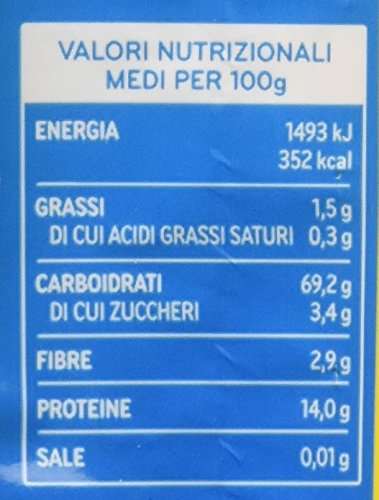 VALORI NUTRIZIONALI
MEDI PER 100g
ENERGIA 1493 kJ
352 kcal
GRASSI 1,5 g
DI CUI ACIDI GRASSI SATURI 0,3 g
CARBOIDRATI 69,2 g
DI CUI ZUCCHERI 3,4 g
FIBRE 2,9 g
PROTEINE 14,0 g
SALE 0,01 g